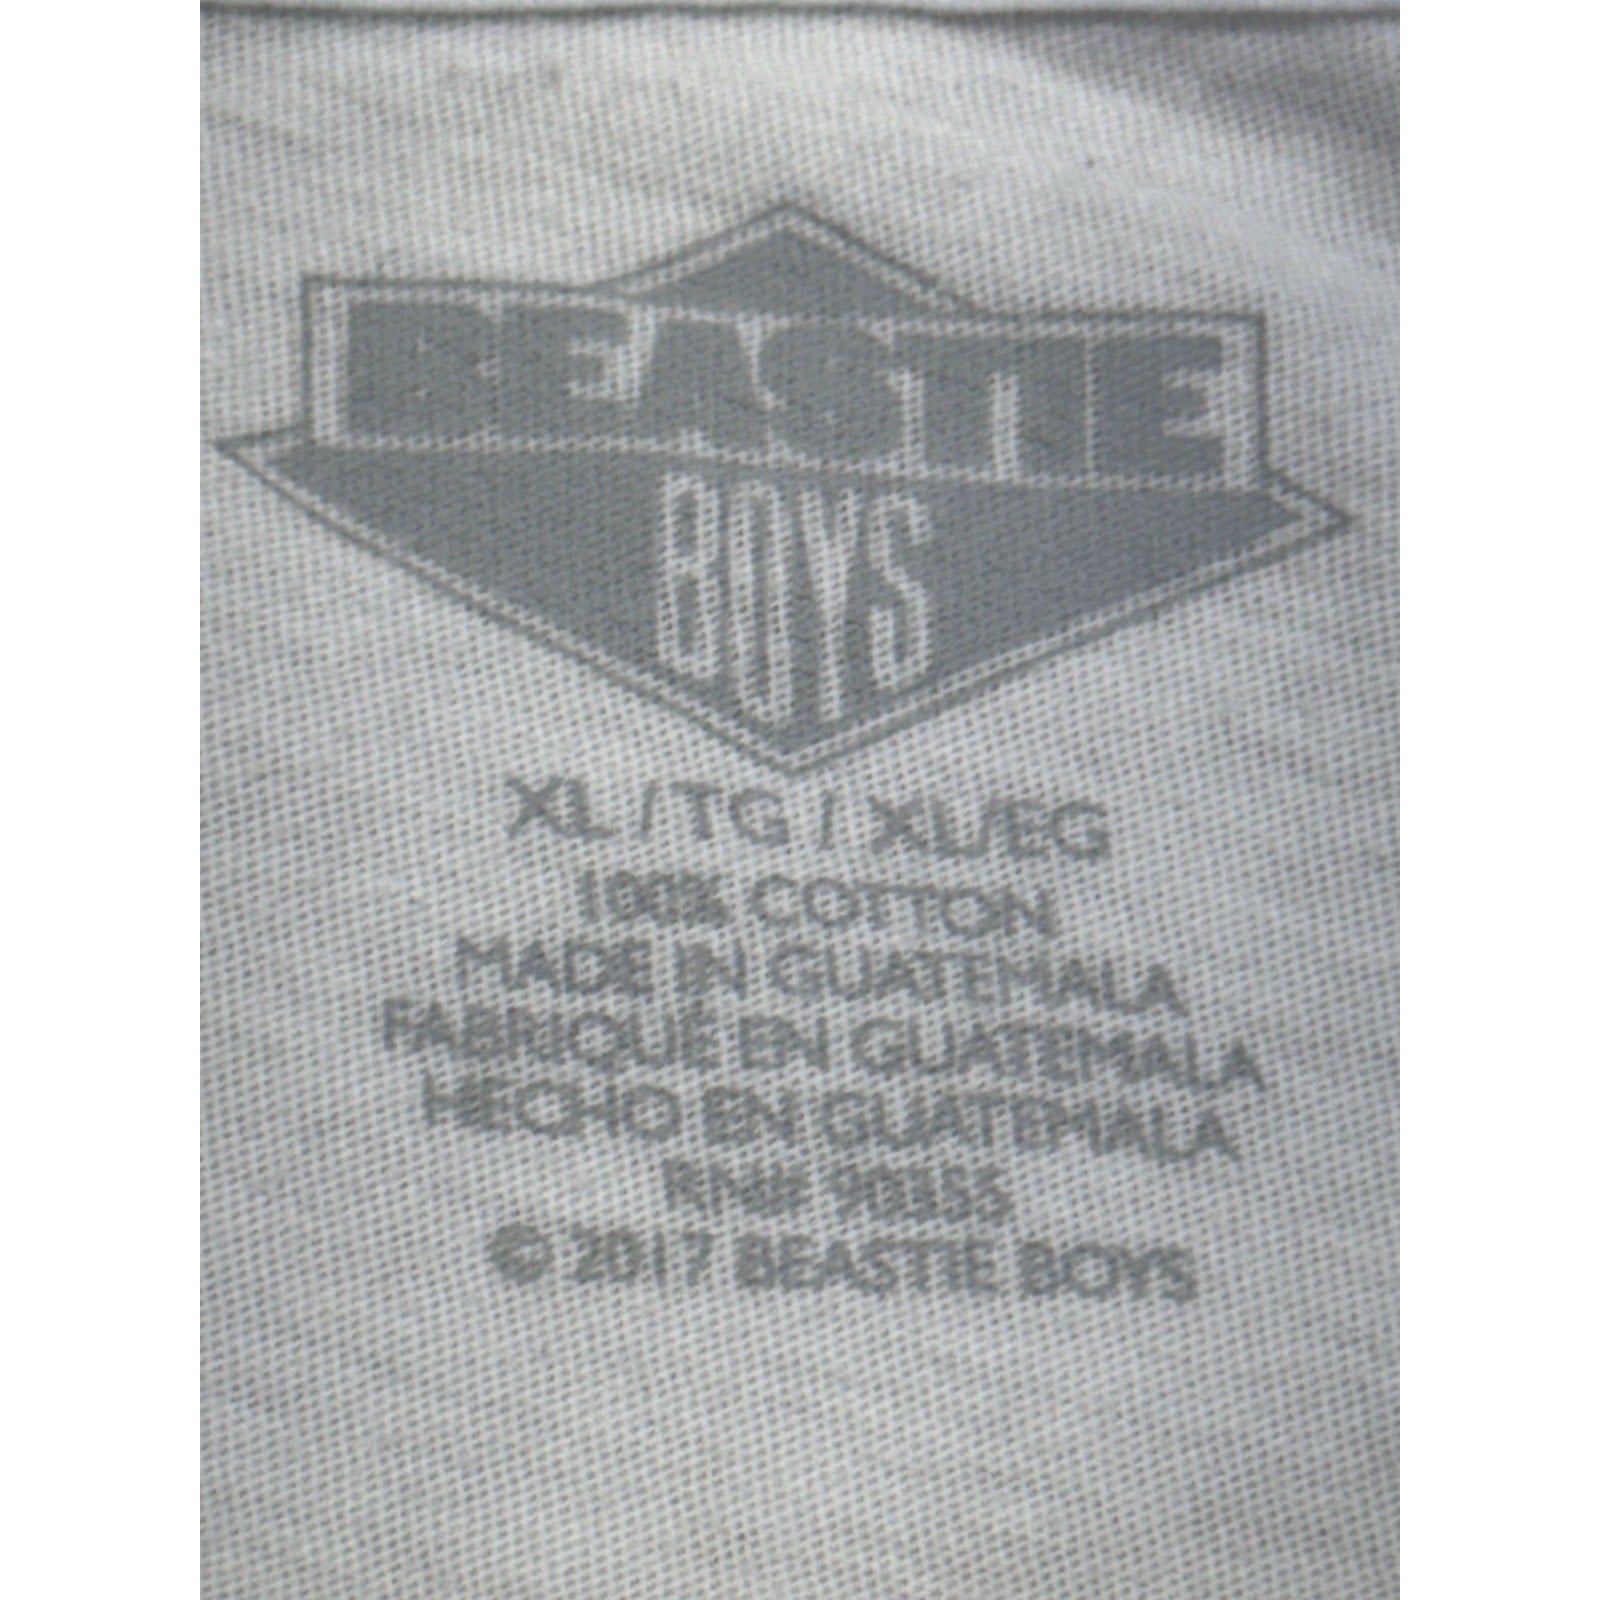 BEASTIE
BOYS
XL / TG / XL/EG
100% COTTON
MADE IN GUATEMALA
FABRIQUÉ EN GUATEMALA
HECHO EN GUATEMALA
RN#
© 2017 BEASTIE BOYS